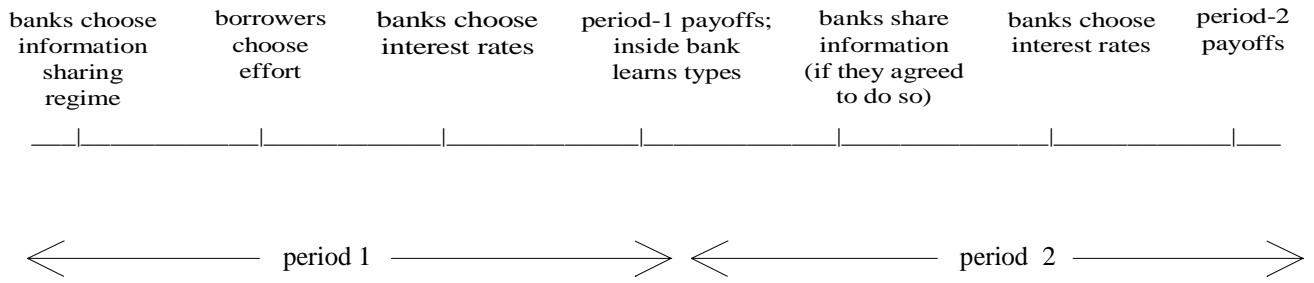 banks choose
information
sharing
regime
borrowers
choose
effort
banks choose
interest rates
period-1 payoffs;
inside bank
learns types
banks share
information
(if they agreed
to do so)
banks choose
interest rates
period-2
payoffs
period 1
period 2